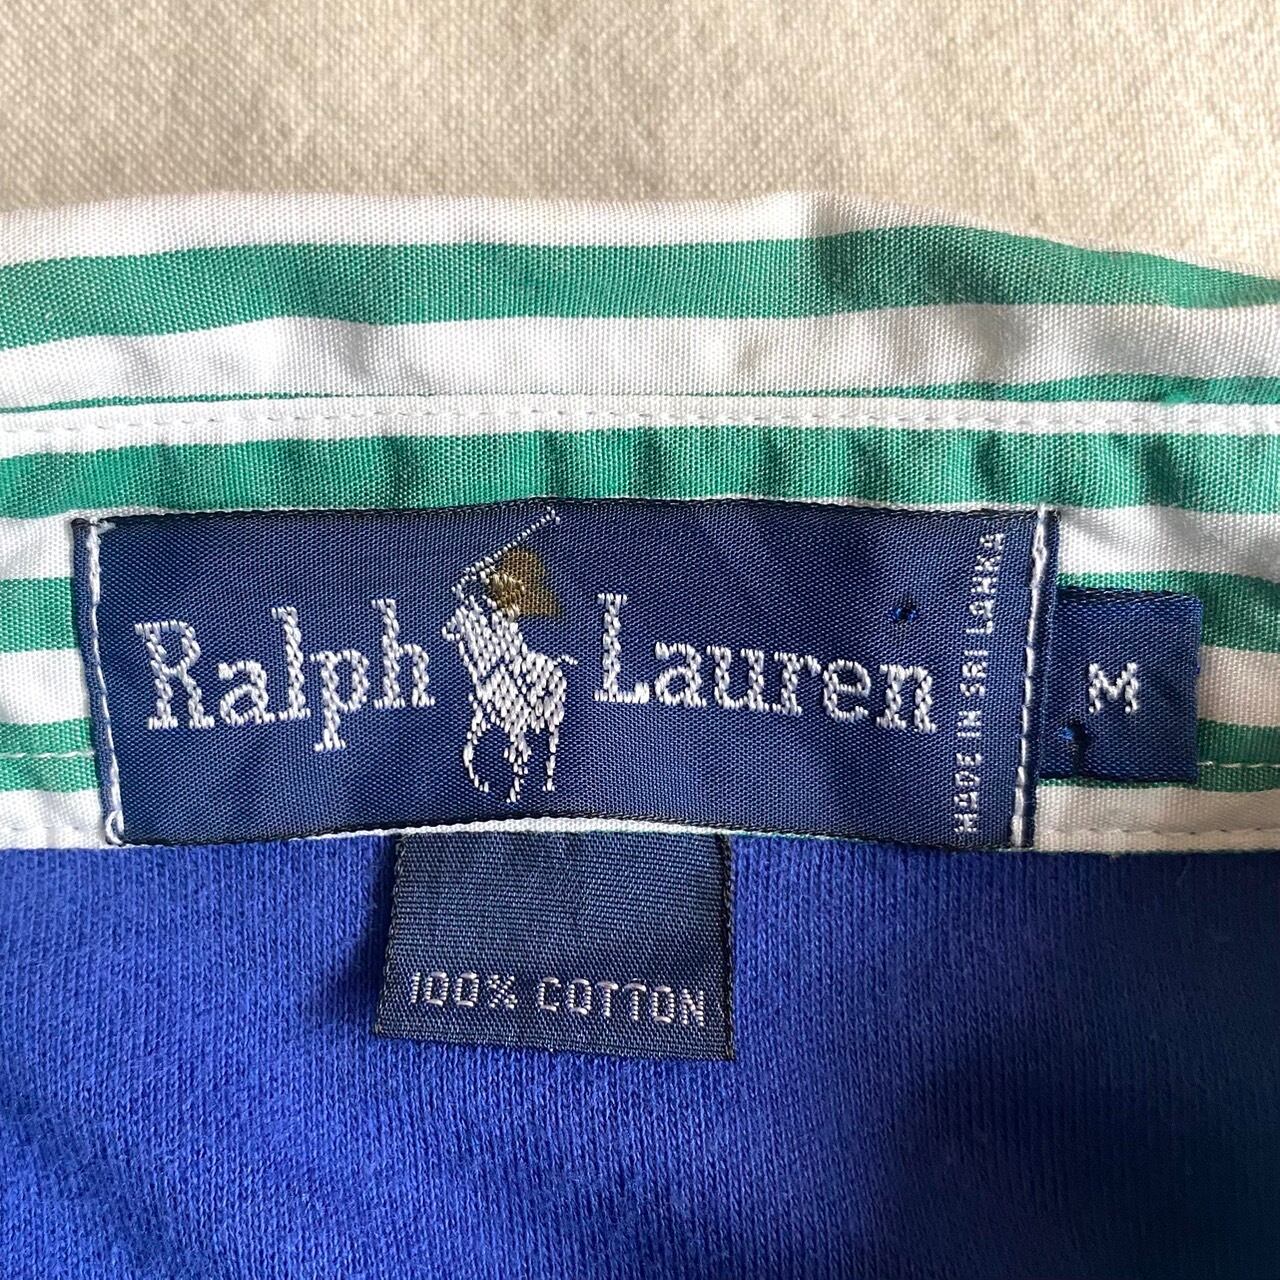 Ralph Lauren
MADE IN SRI LANKA
M
100% COTTON